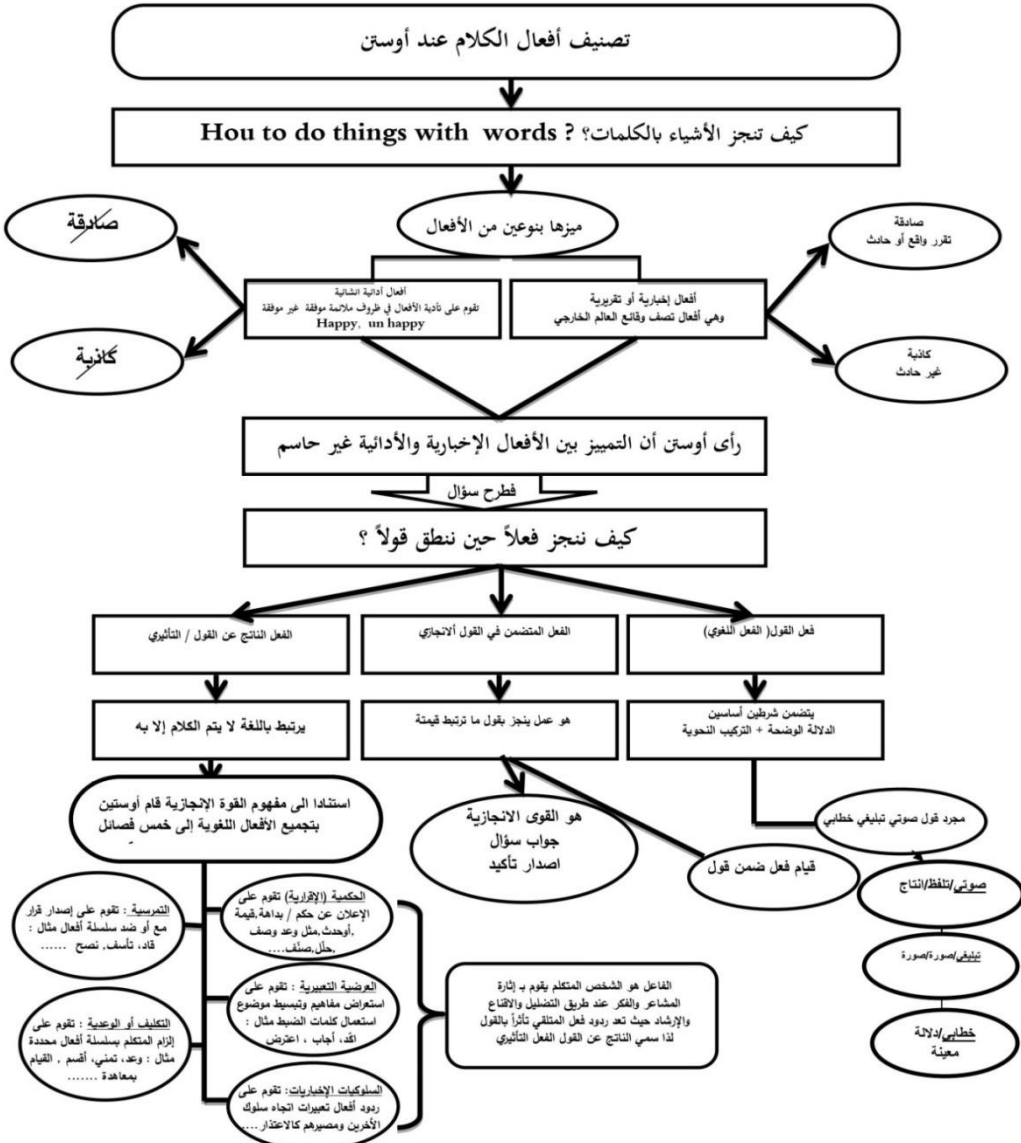 تصنيف أفعال الكلام عند أوستن
كيف تنجز الأشياء بالكلمات؟ Hou to do things with words ?
ميزها بنوعين من الأفعال
صادقة
تقرر واقع أو حادث
كاذبة
غير حادث
أفعال إخبارية أو تقريرية
وهي أفعال تصف وقائع العالم الخارجي
أفعال أدائية انشائية
تقوم على تأدية الأفعال في ظروف ملائمة موفقة غير موفقة
Happy, un happy
صادقة
كاذبة
رأى أوستن أن التمييز بين الأفعال الإخبارية والأدائية غير حاسم
فطرح سؤال
كيف ننجز فعلاً حين ننطق قولاً ؟
فعل القول( الفعل اللغوي)
الفعل المتضمن في القول ألانجازي
الفعل الناتج عن القول / التأثيري
يتضمن شرطين أساسين
الدلالة الوضحة + التركيب النحوية
هو عمل ينجز بقول ما ترتبط قيمتة
يرتبط باللغة لا يتم الكلام إلا به
مجرد قول صوتي تبليغي خطابي
صوتي/تلفظ/انتاج
تبليغي/صورة/صورة
خطابي/دلالة
معينة
قيام فعل ضمن قول
هو القوى الانجازية
جواب سؤال
اصدار تأكيد
استنادا الى مفهوم القوة الإنجازية قام أوستين
بتجميع الأفعال اللغوية إلى خمس فصائل
الحكمية (الإقرارية) تقوم على
الإعلان عن حكم / بداهة,قيمة
,أوحدث,مثل وعد وصف
,حلّل,صنّف....
التمرسية : تقوم على إصدار قرار
مع أو ضد سلسلة أفعال مثال :
قاد، تأسف, نصح ......
العرضية التعبيرية : تقوم على
استعراض مفاهيم وتبسيط موضوع
استعمال كلمات الضبط مثال :
اكد، أجاب ، اعترض
التكليف أو الوعدية : تقوم على
إلزام المتكلم بسلسلة أفعال محددة
مثال : وعد، تمني، أقسم , القيام
بمعاهدة .......
السلوكيات الإخباريات : تقوم على
ردود أفعال تعبيرات اتجاه سلوك
الأخرين ومصيرهم كالاعتذار....
الفاعل هو الشخص المتكلم يقوم بـ إثارة
المشاعر والفكر عند طريق التضليل والاقناع
والإرشاد حيث تعد ردود فعل المتلقي تأثراً بالقول
لذا سمي الناتج عن القول الفعل التأثيري